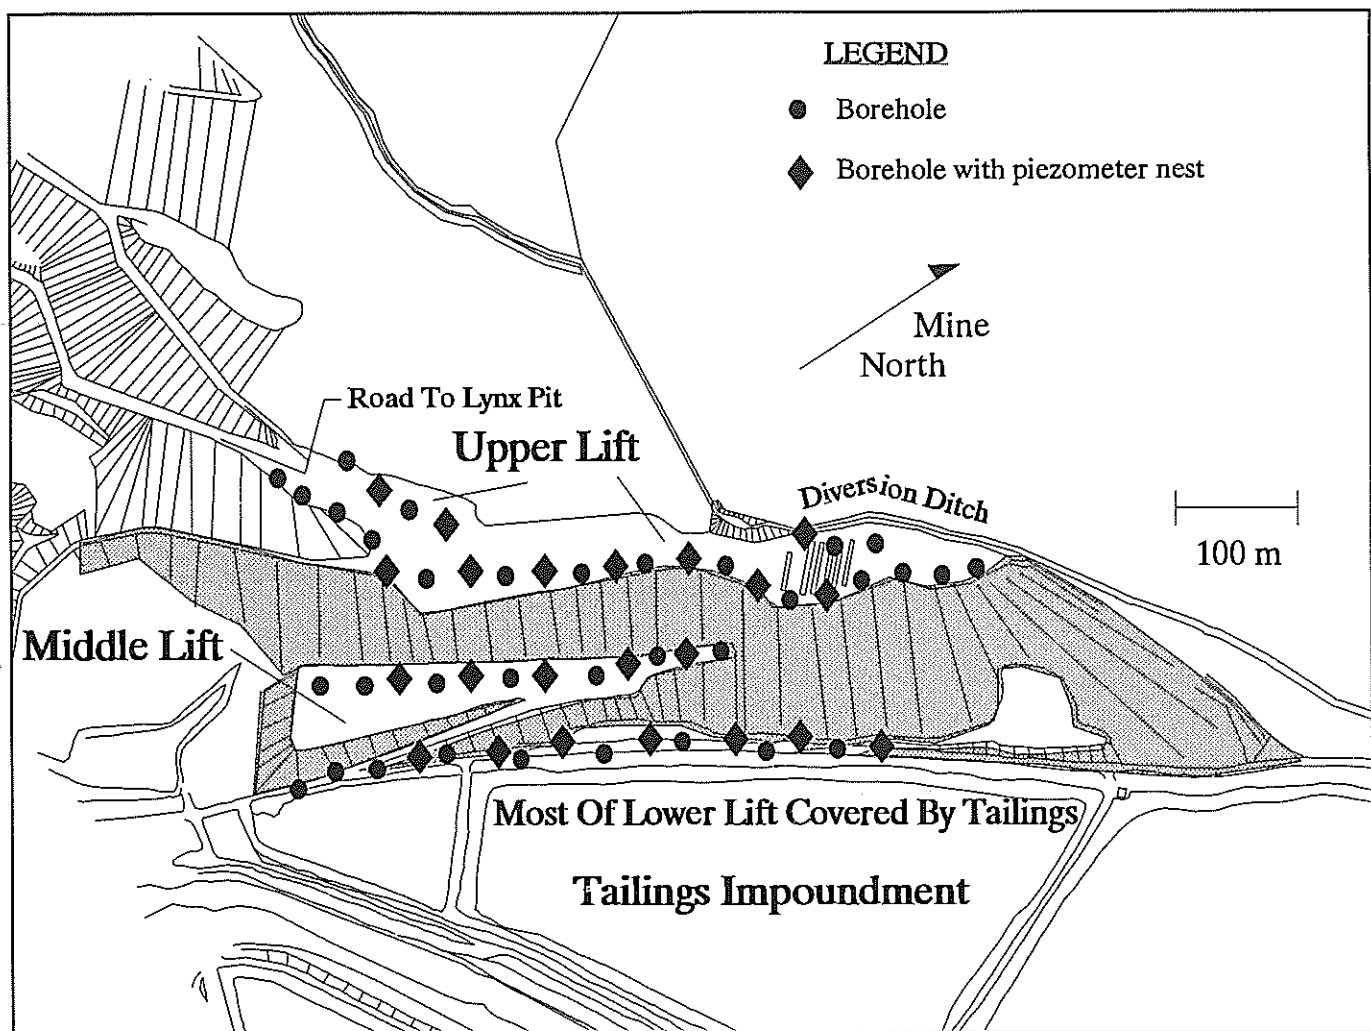 LEGEND
Borehole
Borehole with piezometer nest
Mine
North
Road To Lynx Pit
Upper Lift
Diversion Ditch
100 m
Middle Lift
Most Of Lower Lift Covered By Tailings
Tailings Impoundment